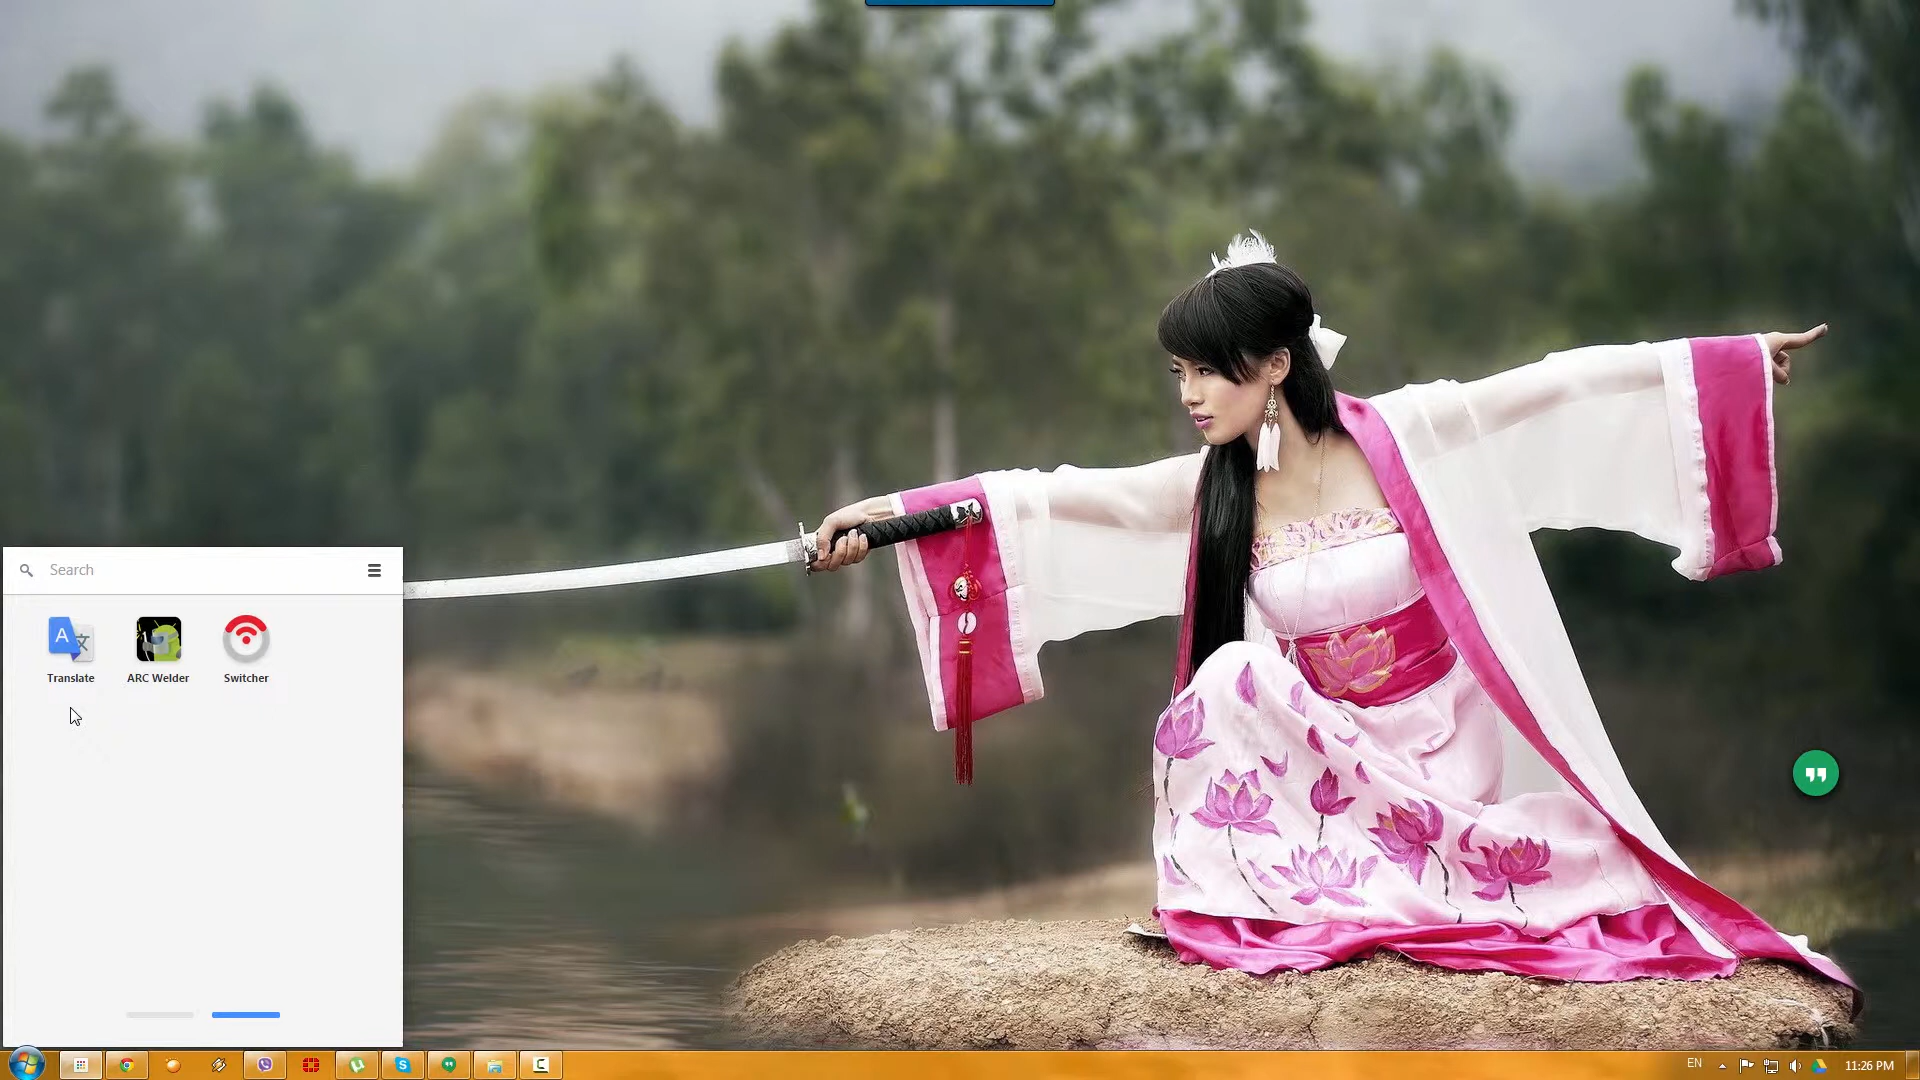 Search
Translate
ARC Welder
Switcher
EN
11:26 PM